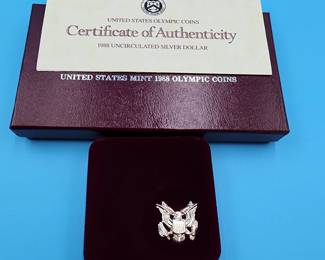 UNITED STATES OLYMPIC COINS
Certificate of Authenticity
1988 UNCIRCULATED SILVER DOLLAR
UNITED STATES MINT 1988 OLYMPIC COINS